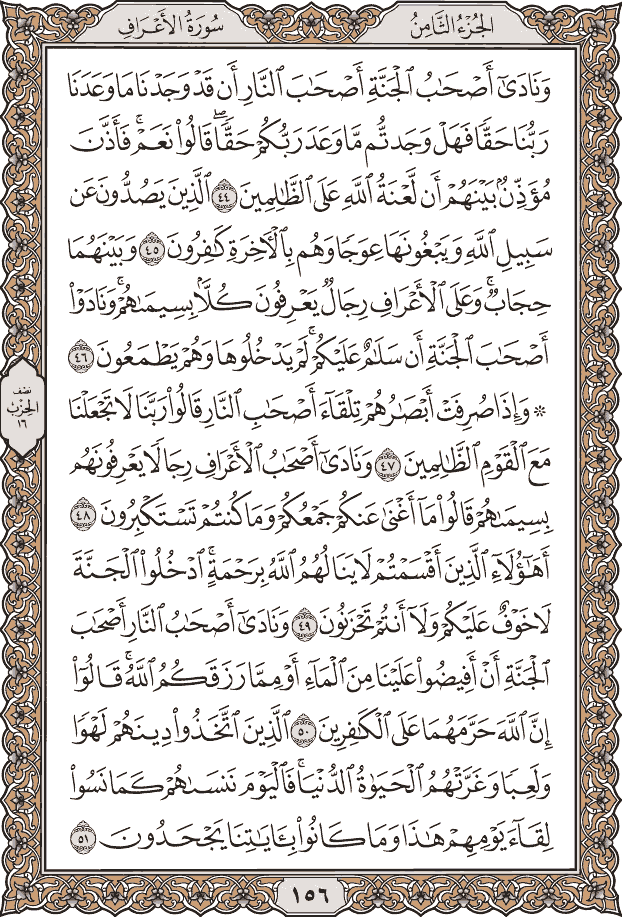 الجُزْءُ الثَّامِنُ
سُورَةُ الأَعْرَافِ
وَنَادَىٰٓ أَصۡحَٰبُ ٱلۡجَنَّةِ أَصۡحَٰبَ ٱلنَّارِ أَن قَدۡ وَجَدۡنَا مَا وَعَدَنَا
رَبُّنَا حَقّٗا فَهَلۡ وَجَدتُّم مَّا وَعَدَ رَبُّكُمۡ حَقّٗاۖ قَالُواْ نَعَمۡۚ فَأَذَّنَ
مُؤَذِّنُۢ بَيۡنَهُمۡ أَن لَّعۡنَةُ ٱللَّهِ عَلَى ٱلظَّٰلِمِينَ ٤٤ ٱلَّذِينَ يَصُدُّونَ عَن
سَبِيلِ ٱللَّهِ وَيَبۡغُونَهَا عِوَجٗا وَهُم بِٱلۡأٓخِرَةِ كَٰفِرُونَ ٤٥ وَبَيۡنَهُمَا
حِجَابٞۚ وَعَلَى ٱلۡأَعۡرَافِ رِجَالٞ يَعۡرِفُونَ كُلَّۢا بِسِيمَىٰهُمۡۚ وَنَادَوۡاْ
أَصۡحَٰبَ ٱلۡجَنَّةِ أَن سَلَٰمٌ عَلَيۡكُمۡۚ لَمۡ يَدۡخُلُوهَا وَهُمۡ يَطۡمَعُونَ ٤٦
۞ وَإِذَا صُرِفَتۡ أَبۡصَٰرُهُمۡ تِلۡقَآءَ أَصۡحَٰبِ ٱلنَّارِ قَالُواْ رَبَّنَا لَا تَجۡعَلۡنَا
مَعَ ٱلۡقَوۡمِ ٱلظَّٰلِمِينَ ٤٧ وَنَادَىٰٓ أَصۡحَٰبُ ٱلۡأَعۡرَافِ رِجَالٗا يَعۡرِفُونَهُم
بِسِيمَىٰهُمۡ قَالُواْ مَآ أَغۡنَىٰ عَنكُمۡ جَمۡعُكُمۡ وَمَا كُنتُمۡ تَسۡتَكۡبِرُونَ ٤٨
أَهَٰٓؤُلَآءِ ٱلَّذِينَ أَقۡسَمۡتُمۡ لَا يَنَالُهُمُ ٱللَّهُ بِرَحۡمَةٍۚ ٱدۡخُلُواْ ٱلۡجَنَّةَ
لَا خَوۡفٌ عَلَيۡكُمۡ وَلَآ أَنتُمۡ تَحۡزَنُونَ ٤٩ وَنَادَىٰٓ أَصۡحَٰبُ ٱلنَّارِ أَصۡحَٰبَ
ٱلۡجَنَّةِ أَنۡ أَفِيضُواْ عَلَيۡنَا مِنَ ٱلۡمَآءِ أَوۡ مِمَّا رَزَقَكُمُ ٱللَّهُۚ قَالُوٓاْ
إِنَّ ٱللَّهَ حَرَّمَهُمَا عَلَى ٱلۡكَٰفِرِينَ ٥٠ ٱلَّذِينَ ٱتَّخَذُواْ دِينَهُمۡ لَهۡوٗا
وَلَعِبٗا وَغَرَّتۡهُمُ ٱلۡحَيَوٰةُ ٱلدُّنۡيَاۚ فَٱلۡيَوۡمَ نَنسَىٰهُمۡ كَمَا نَسُواْ
لِقَآءَ يَوۡمِهِمۡ هَٰذَا وَمَا كَانُواْ بِـَٔايَٰتِنَا يَجۡحَدُونَ ٥١
نصف
الحزب
١٦
١٥٦